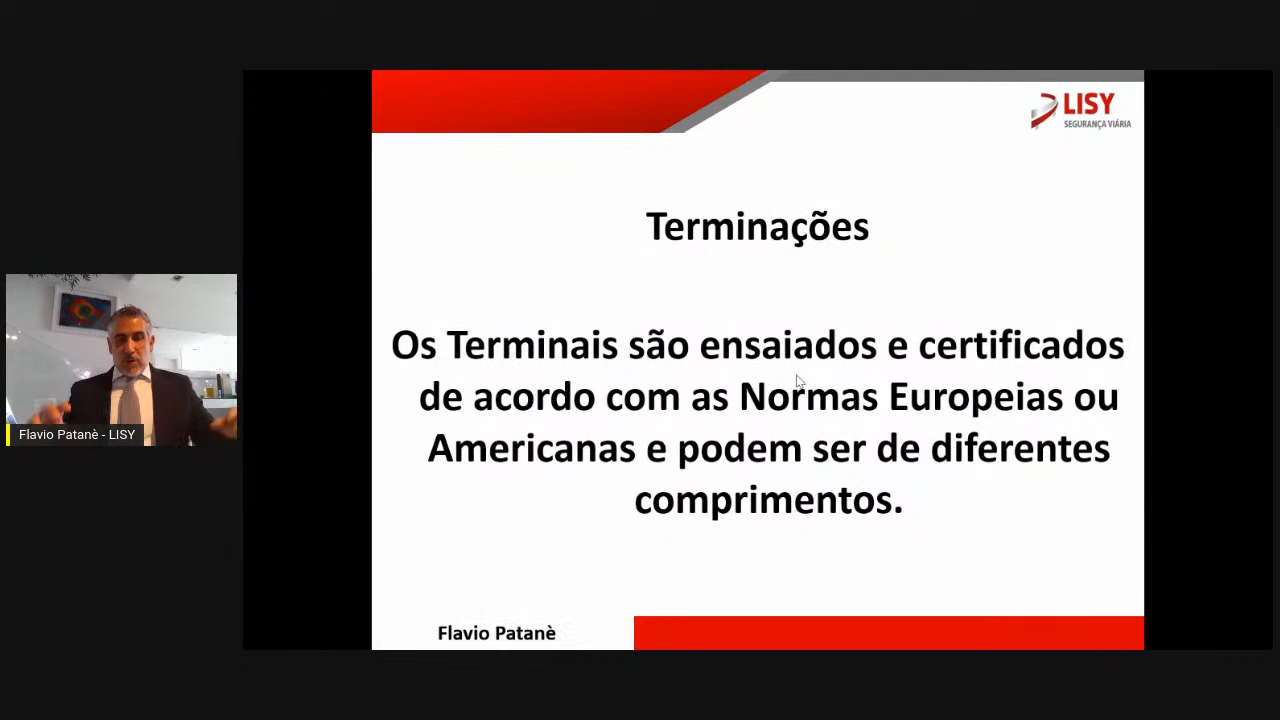 LISY
SEGURANÇA VIÁRIA
Terminações
Os Terminais são ensaiados e certificados
de acordo com as Normas Europeias ou
Americanas e podem ser de diferentes
comprimentos.
Flavio Patanè - LISY
Flavio Patanè